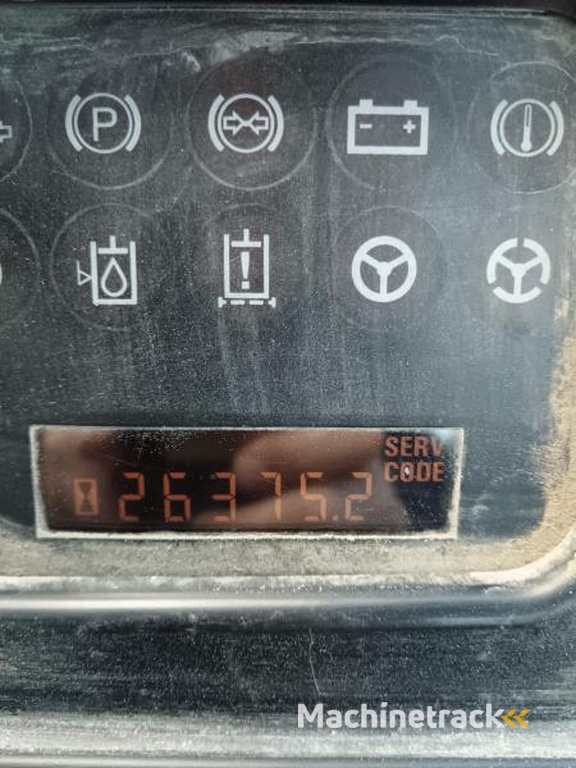 P
- +
!
SERV
CODE
26375.2
Machinetrack